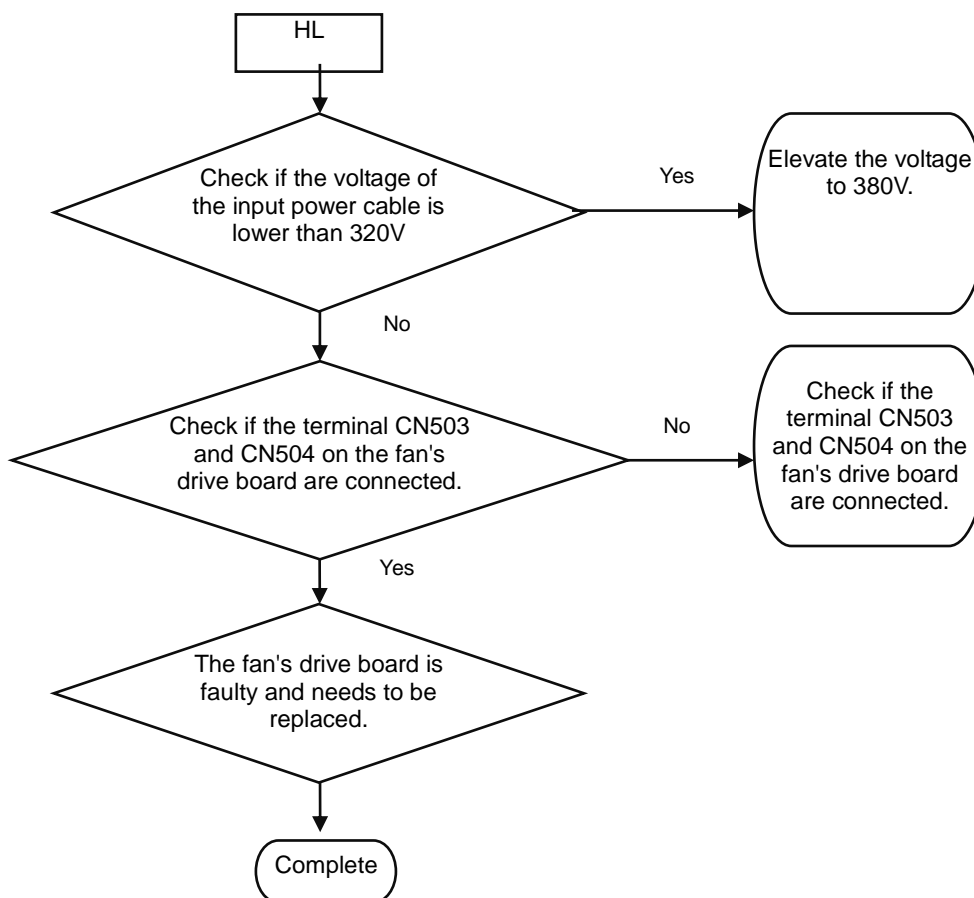 HL
Check if the voltage of
the input power cable is
lower than 320V
Yes
Elevate the voltage
to 380V.
No
Check if the terminal CN503
and CN504 on the fan's
drive board are connected.
No
Check if the
terminal CN503
and CN504 on the
fan's drive board
are connected.
Yes
The fan's drive board is
faulty and needs to be
replaced.
Complete